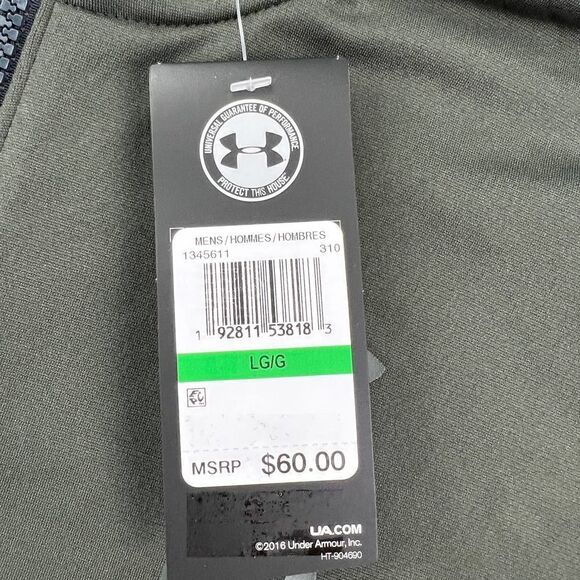 UNIVERSAL GUARANTEE OF PERFORMANCE
PROTECT THIS HOUSE
MENS/HOMMES/HOMBRES
1345611 310
1 92811 53818 3
LG/G
MSRP $60.00
UA.COM
©2016 Under Armour, Inc.
HT-904690